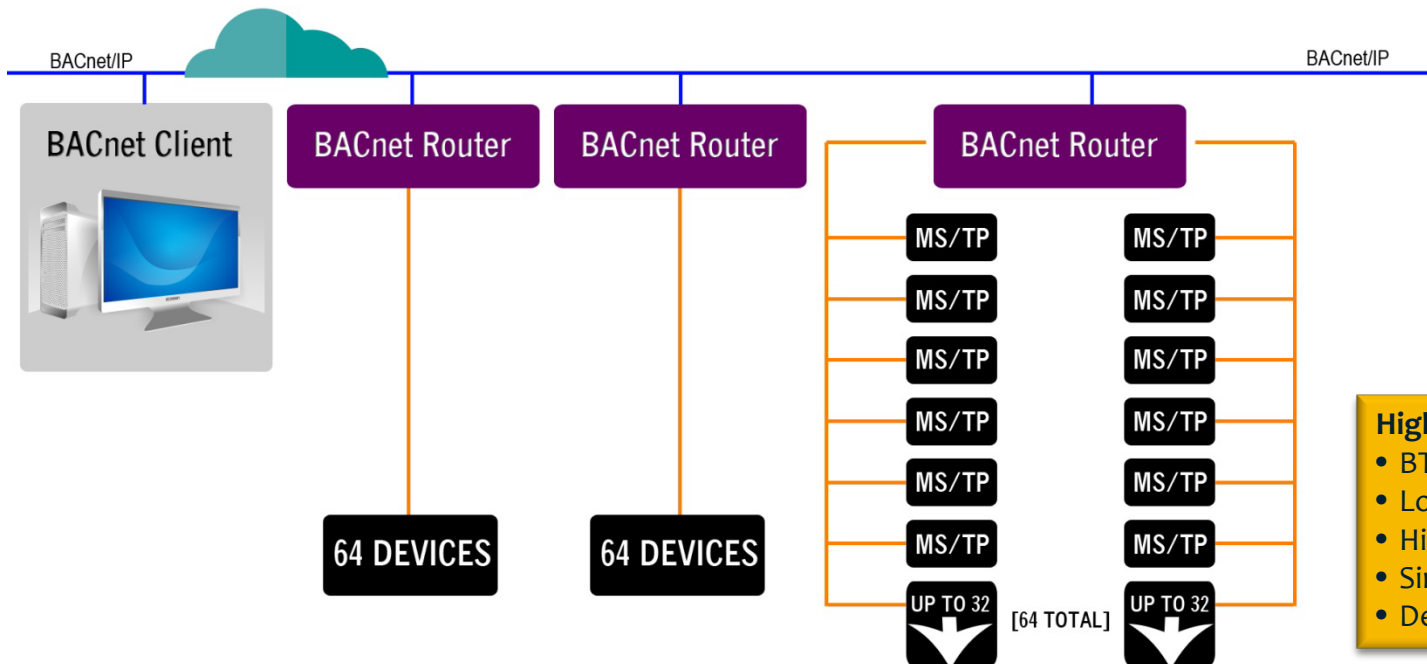 BACnet/IP
BACnet/IP
BACnet Client
BACnet Router
BACnet Router
BACnet Router
MS/TP
MS/TP
MS/TP
MS/TP
MS/TP
MS/TP
MS/TP
MS/TP
MS/TP
MS/TP
MS/TP
MS/TP
64 DEVICES
64 DEVICES
UP TO 32
[64 TOTAL]
UP TO 32